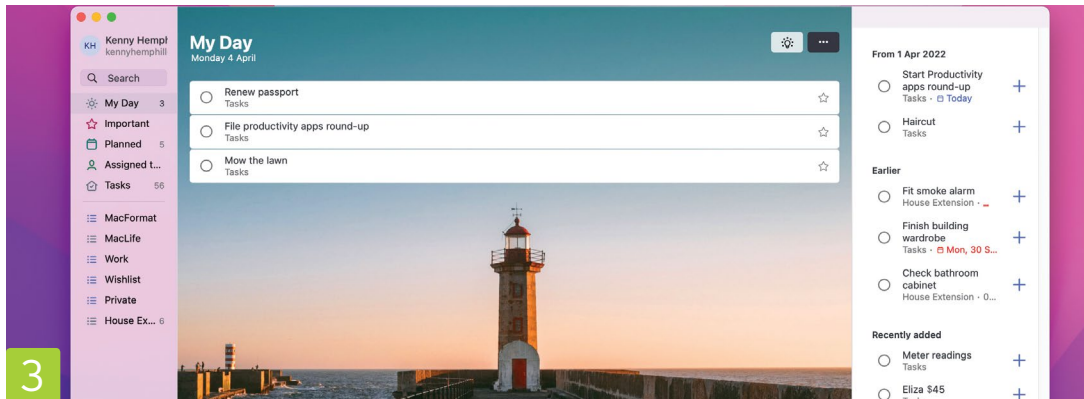 KH
Kenny Hempl
kennyhemphill
Search
My Day 3
Important
Planned 5
Assigned t...
Tasks 56
MacFormat
MacLife
Work
Wishlist
Private
House Ex... 6
3
My Day
Monday 4 April
Renew passport
Tasks
File productivity apps round-up
Tasks
Mow the lawn
Tasks
From 1 Apr 2022
Start Productivity
apps round-up
Tasks · Today
Haircut
Tasks
Earlier
Fit smoke alarm
House Extension ·
Finish building
wardrobe
Tasks · Mon, 30 S...
Check bathroom
cabinet
House Extension · 0...
Recently added
Meter readings
Tasks
Eliza $45